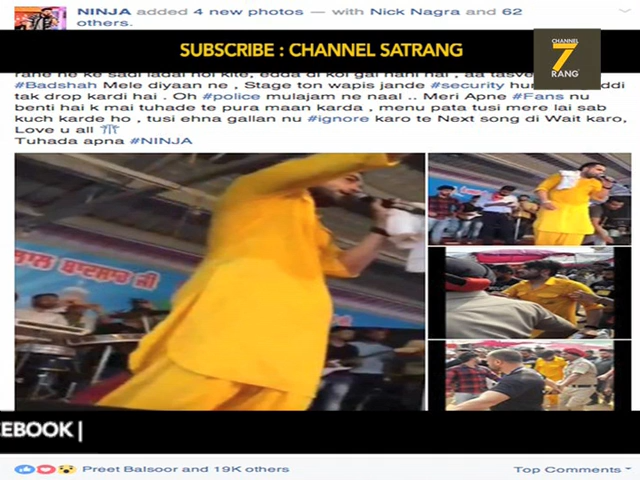 NINJA added 4 new photos — with Nick Nagra and 62
others.
SUBSCRIBE : CHANNEL SATRANG
CHANNEL
7
RANG
rahe ne ke sadi ladai hoi kite, edda di koi gal nahi hai , aa
#Badshah Mele diyaan ne , Stage ton wapis jande #security
tak drop kardi hai . Oh #police mulajam ne naal .. Meri Apne #Fans nu
benti hai k mai tuhade te pura maan karda , menu pata tusi mere lai sab
kuch karde ho , tusi ehna gallan nu #ignore karo te Next song di Wait karo,
Love u all
Tuhada apna #NINJA
ਲਾਲ ਬਾਦਸ਼ਾਹ ਜੀ
CEBOOK |
Preet Balsoor and 19K others
Top Comments